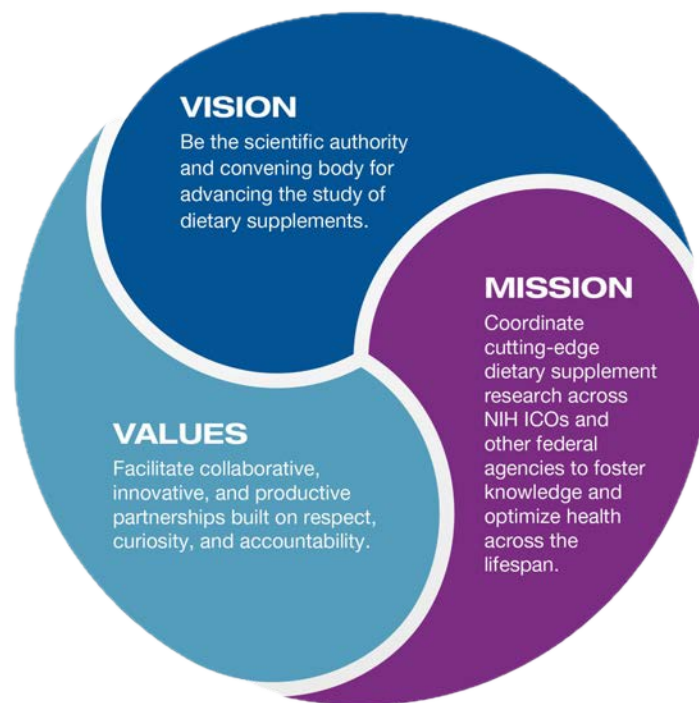 VISION
Be the scientific authority
and convening body for
advancing the study of
dietary supplements.
MISSION
Coordinate
cutting-edge
dietary supplement
research across
NIH ICOs and
other federal
agencies to foster
knowledge and
optimize health
across the
lifespan.
VALUES
Facilitate collaborative,
innovative, and productive
partnerships built on respect,
curiosity, and accountability.